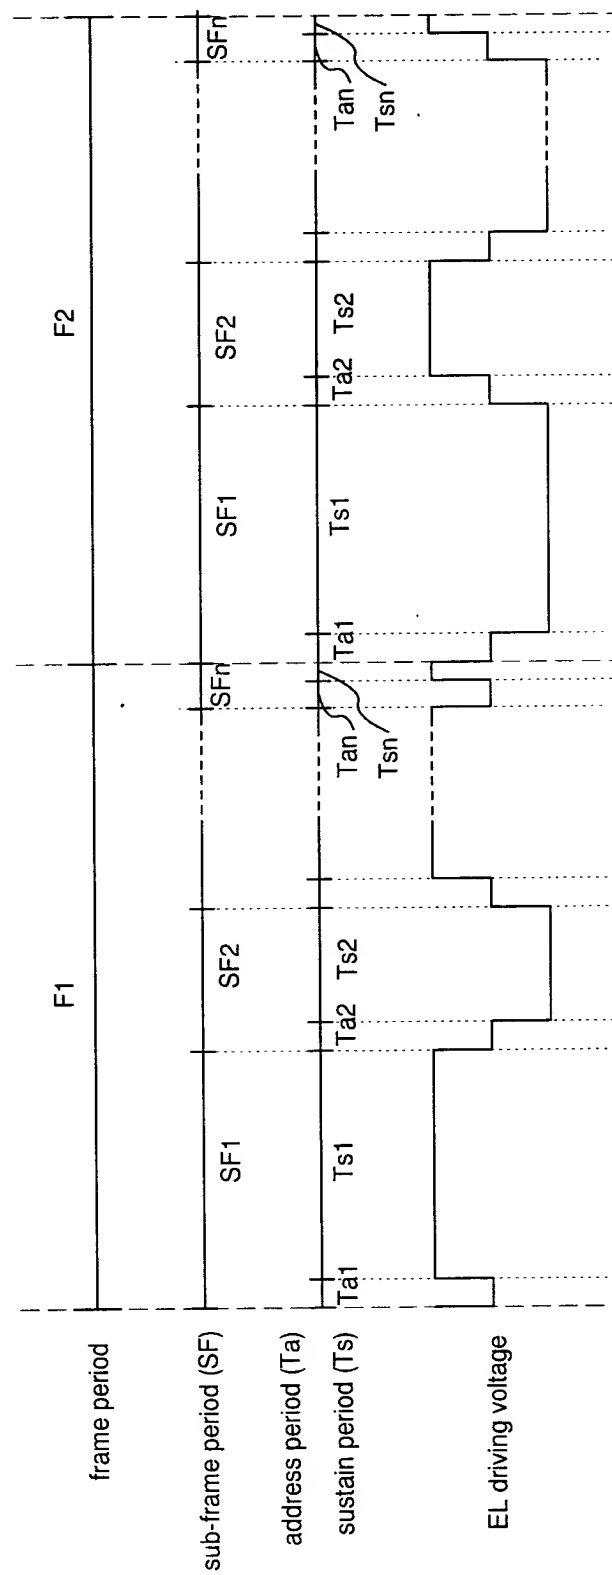 frame period
F1
F2
sub-frame period (SF)
SF1
SF2
SFn
SF1
SF2
SFn
address period (Ta)
sustain period (Ts)
Ta1
Ts1
Ta2
Ts2
Tan
Tsn
Ta1
Ts1
Ta2
Ts2
Tan
Tsn
EL driving voltage